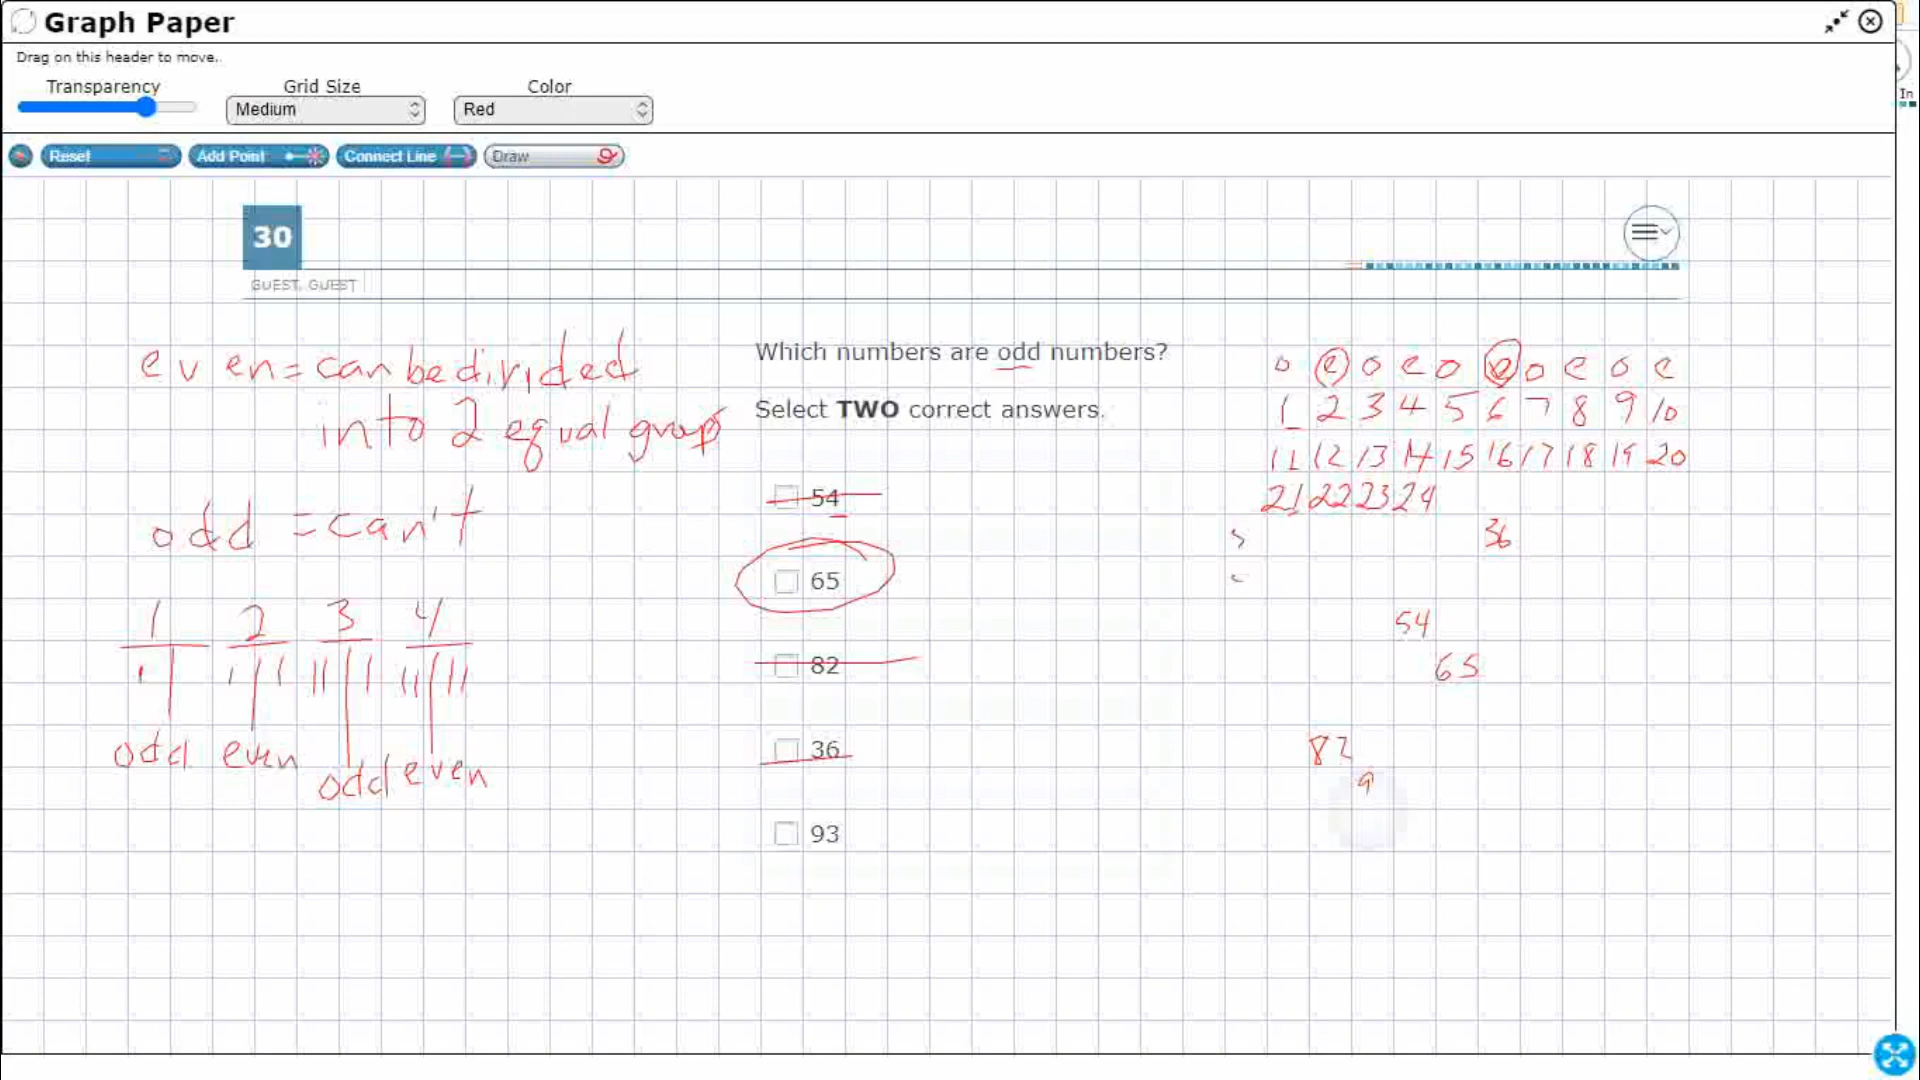 Graph Paper
Drag on this header to move..
Transparency Grid Size Color
Medium Red
Reset Add Point Connect Line Draw
In
30
GUEST, GUEST
even = can be divided
into 2 equal groups
odd = can't
1 2 3 4
odd even odd even
Which numbers are odd numbers?
Select TWO correct answers.
54
65
82
36
93
o e o e o e o e o e
1 2 3 4 5 6 7 8 9 10
11 12 13 14 15 16 17 18 19 20
21 22 23 24
36
54
65
82
9